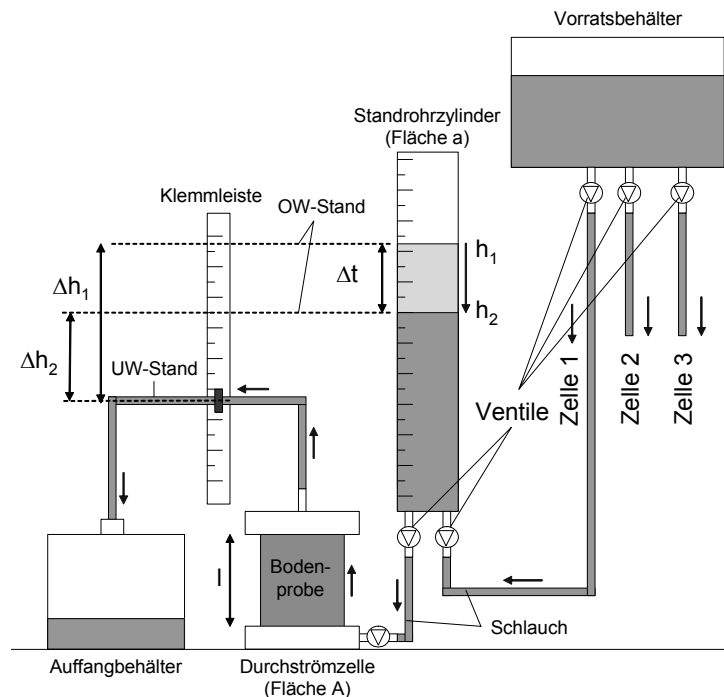 Vorratsbehälter
Standrohrzylinder
(Fläche a)
Klemmleiste
OW-Stand
h₁
Δt
Δh₁
h₂
Δh₂
UW-Stand
Zelle 1
Zelle 2
Zelle 3
Ventile
l
Boden-
probe
Schlauch
Auffangbehälter
Durchströmzelle
(Fläche A)